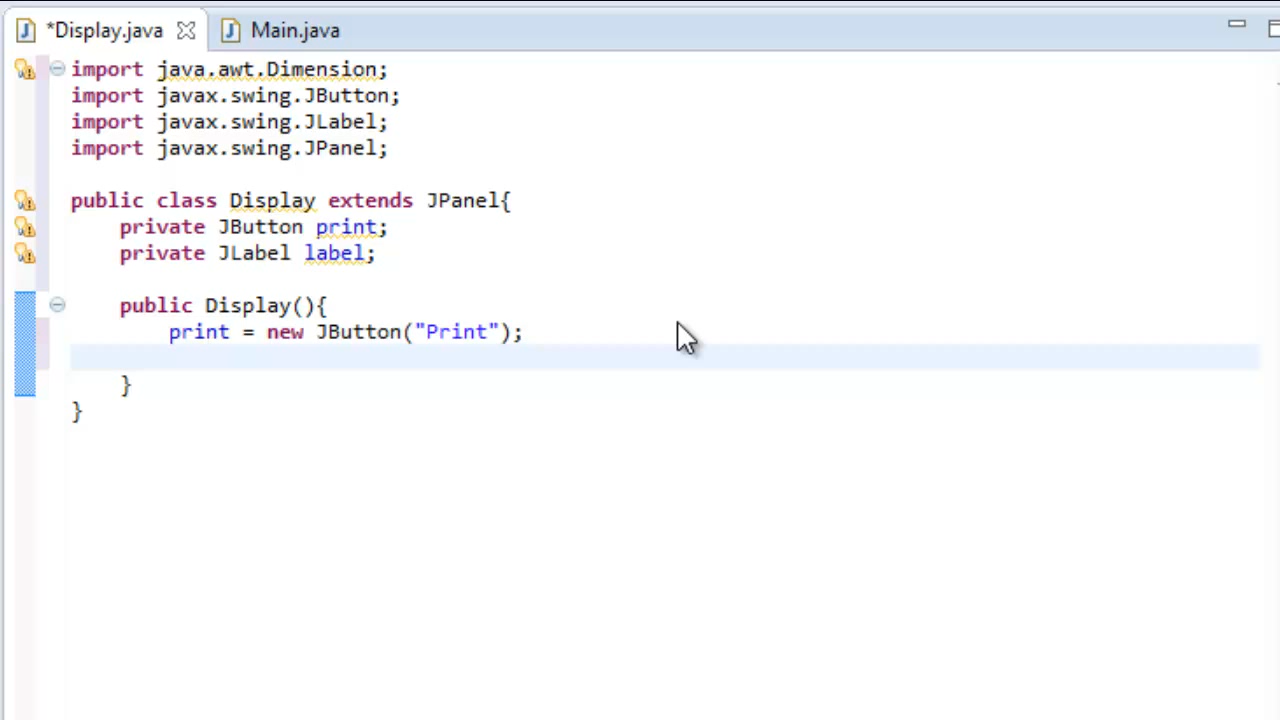 *Display.java Main.java
import java.awt.Dimension;
import javax.swing.JButton;
import javax.swing.JLabel;
import javax.swing.JPanel;
public class Display extends JPanel{
private JButton print;
private JLabel label;
public Display(){
print = new JButton("Print");
}
}